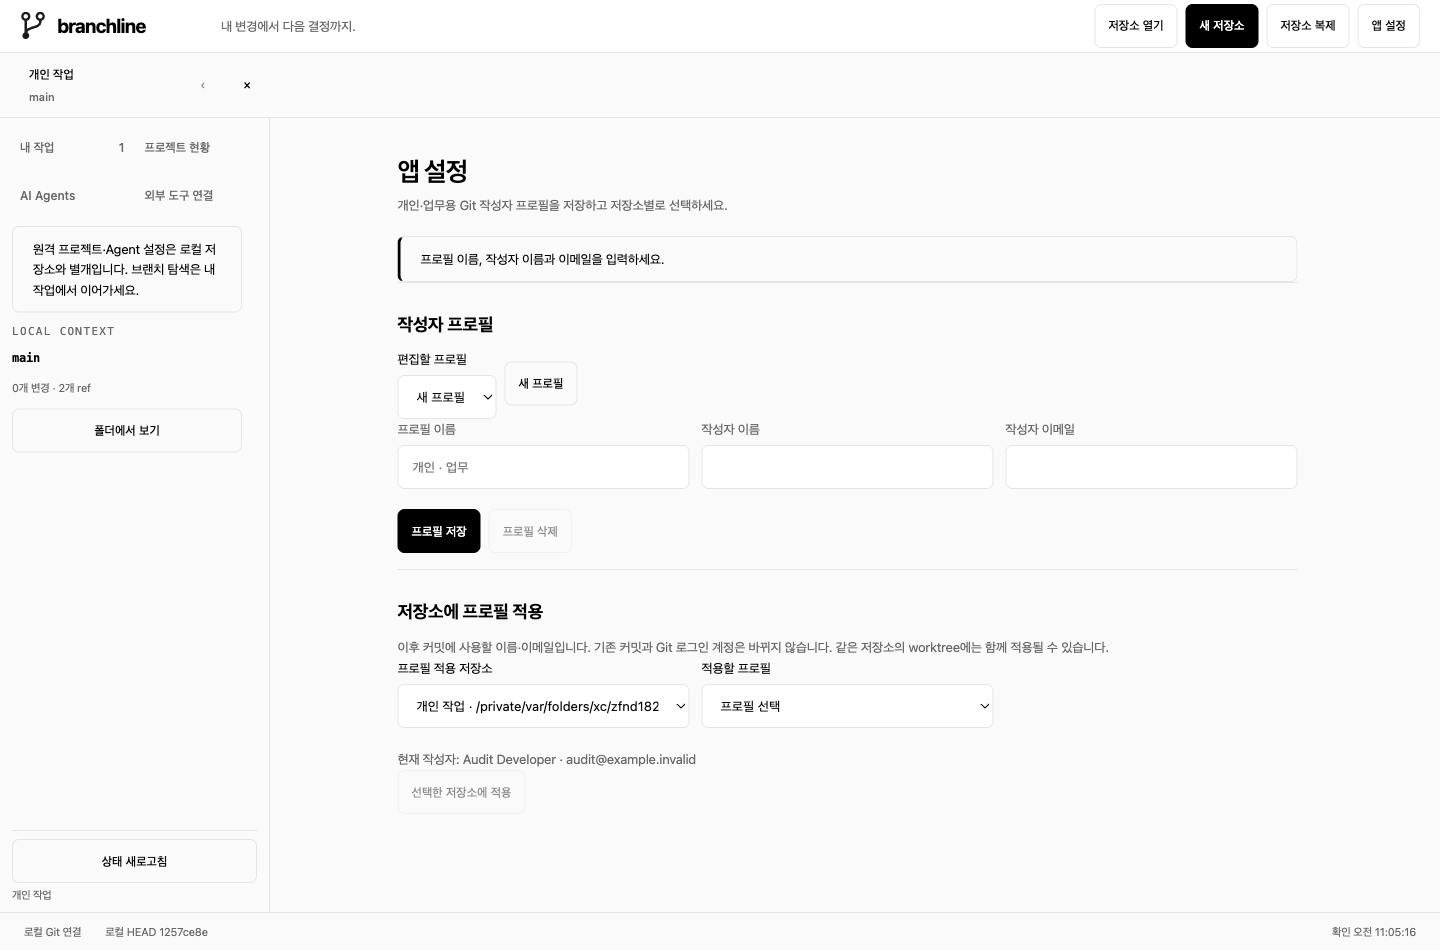 branchline
내 변경에서 다음 결정까지.
저장소 열기
새 저장소
저장소 복제
앱 설정
개인 작업
main
‹
×
내 작업 1
프로젝트 현황
AI Agents
외부 도구 연결
원격 프로젝트·Agent 설정은 로컬 저
장소와 별개입니다. 브랜치 탐색은 내
작업에서 이어가세요.
LOCAL CONTEXT
main
0개 변경 · 2개 ref
폴더에서 보기
상태 새로고침
개인 작업
앱 설정
개인·업무용 Git 작성자 프로필을 저장하고 저장소별로 선택하세요.
프로필 이름, 작성자 이름과 이메일을 입력하세요.
작성자 프로필
편집할 프로필
새 프로필
새 프로필
프로필 이름
작성자 이름
작성자 이메일
개인 · 업무
프로필 저장
프로필 삭제
저장소에 프로필 적용
이후 커밋에 사용할 이름·이메일입니다. 기존 커밋과 Git 로그인 계정은 바뀌지 않습니다. 같은 저장소의 worktree에는 함께 적용될 수 있습니다.
프로필 적용 저장소
적용할 프로필
개인 작업 · /private/var/folders/xc/zfnd182
프로필 선택
현재 작성자: Audit Developer · audit@example.invalid
선택한 저장소에 적용
로컬 Git 연결
로컬 HEAD 1257ce8e
확인 오전 11:05:16